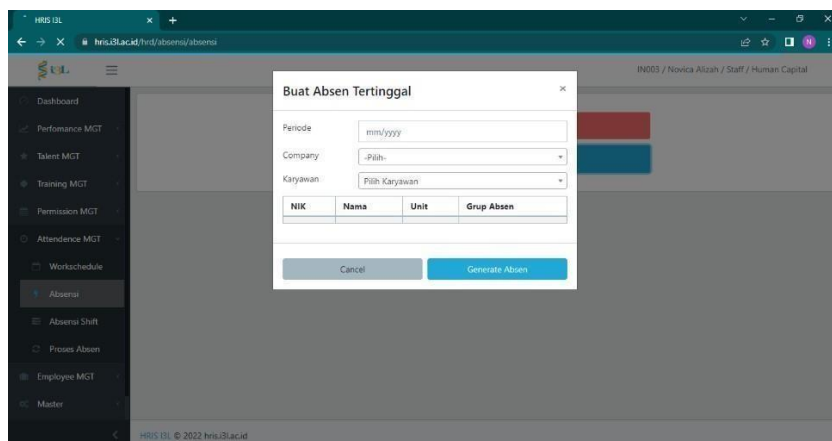 HRIS I3L
hris.i3l.ac.id/hrd/absensi/absensi
N
I3L
IN003 / Novica Alizah / Staff / Human Capital
Dashboard
Perfomance MGT
Talent MGT
Training MGT
Permission MGT
Attendence MGT
Workschedule
Absensi
Absensi Shift
Proses Absen
Employee MGT
Master
Buat Absen Tertinggal
Periode
mm/yyyy
Company
-Pilih-
Karyawan
Pilih Karyawan
NIK Nama Unit Grup Absen
Cancel
Generate Absen
HRIS I3L © 2022 hris.i3l.ac.id